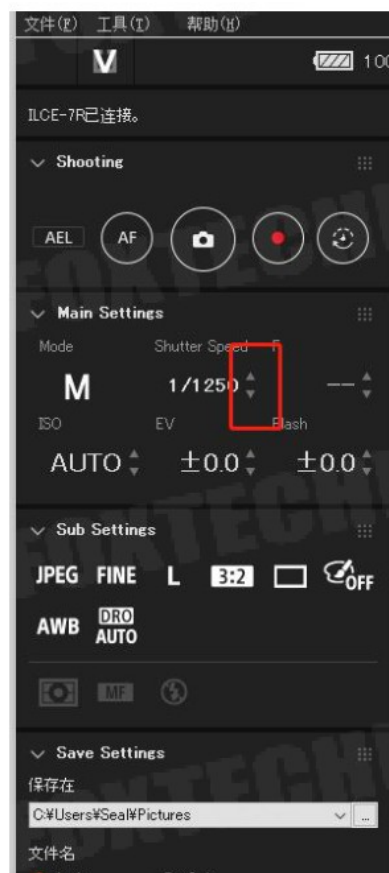 文件(F) 工具(T) 帮助(H)
100
ILCE-7R已连接。
Shooting
AEL AF
Main Settings
Mode Shutter Speed F
M 1/1250 --
ISO EV Flash
AUTO ±0.0 ±0.0
Sub Settings
JPEG FINE L 3:2 OFF
AWB DRO AUTO
MF
Save Settings
保存在
C:¥Users¥Seal¥Pictures ...
文件名
FOXTECH